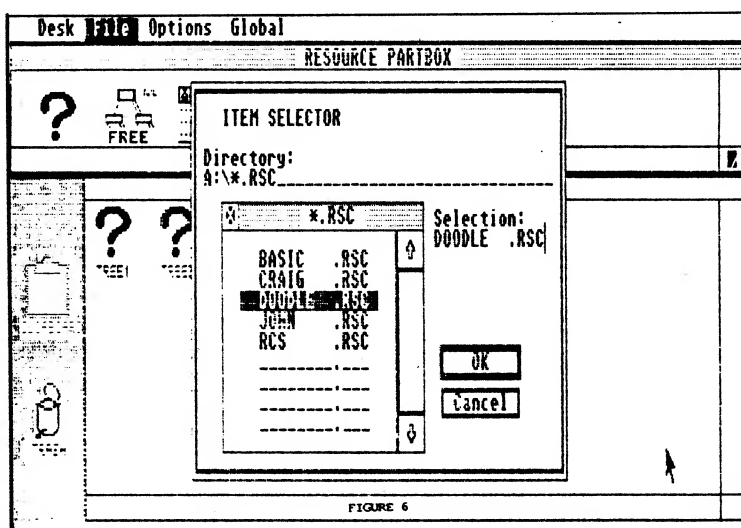 Desk File Options Global
RESOURCE PARTBOX
FREE
ITEM SELECTOR
Directory:
A:\*.RSC
*.RSC
BASIC .RSC
CRAIG .RSC
DOODLE .RSC
JOHN .RSC
RCS .RSC
Selection:
DOODLE .RSC
OK
Cancel
TREE1
FIGURE 6